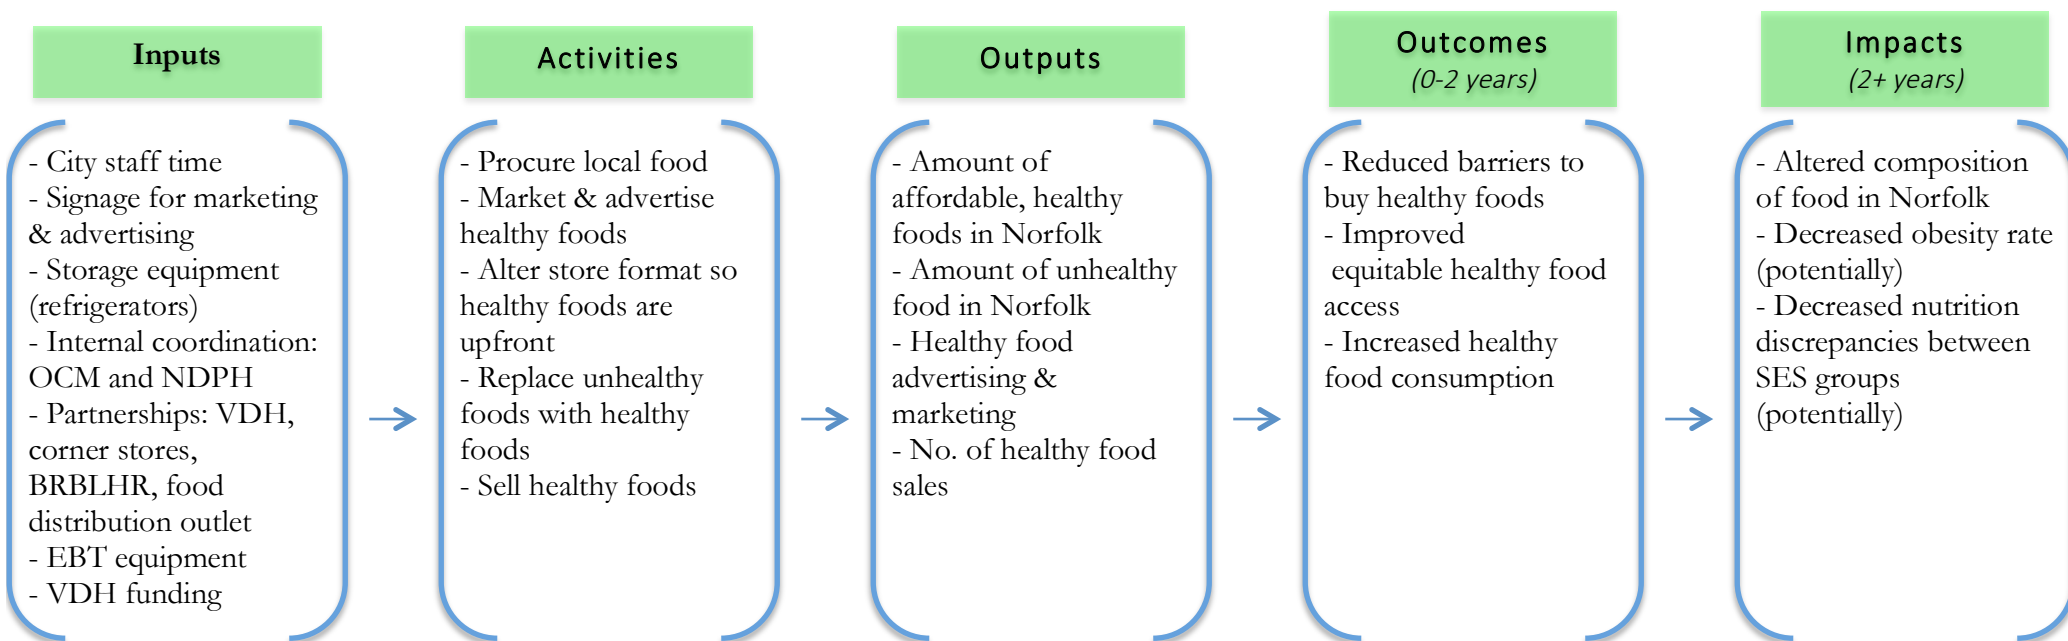 Inputs
- City staff time
- Signage for marketing
& advertising
- Storage equipment
(refrigerators)
- Internal coordination:
OCM and NDPH
- Partnerships: VDH,
corner stores,
BRBLHR, food
distribution outlet
- EBT equipment
- VDH funding
Activities
- Procure local food
- Market & advertise
healthy foods
- Alter store format so
healthy foods are
upfront
- Replace unhealthy
foods with healthy
foods
- Sell healthy foods
Outputs
- Amount of
affordable, healthy
foods in Norfolk
- Amount of unhealthy
food in Norfolk
- Healthy food
advertising &
marketing
- No. of healthy food
sales
Outcomes
(0-2 years)
- Reduced barriers to
buy healthy foods
- Improved
equitable healthy food
access
- Increased healthy
food consumption
Impacts
(2+ years)
- Altered composition
of food in Norfolk
- Decreased obesity rate
(potentially)
- Decreased nutrition
discrepancies between
SES groups
(potentially)